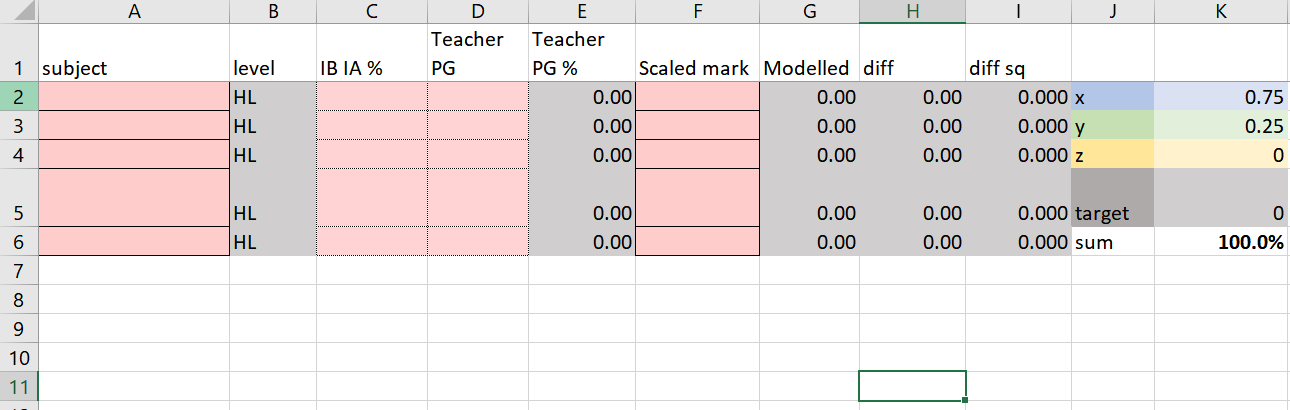 A B C D E F G H I J K
1 subject level IB IA % Teacher PG Teacher PG % Scaled mark Modelled diff diff sq
2 HL 0.00 0.00 0.00 0.000 x 0.75
3 HL 0.00 0.00 0.00 0.000 y 0.25
4 HL 0.00 0.00 0.00 0.000 z 0
5 HL 0.00 0.00 0.00 0.000 target 0
6 HL 0.00 0.00 0.00 0.000 sum 100.0%
7
8
9
10
11